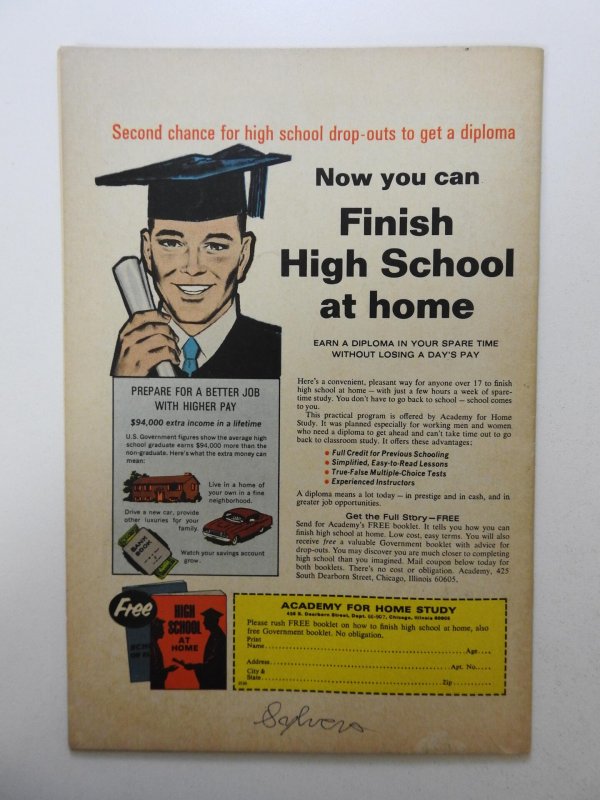 Second chance for high school drop-outs to get a diploma
Now you can
Finish
High School
at home
EARN A DIPLOMA IN YOUR SPARE TIME
WITHOUT LOSING A DAY'S PAY
Here's a convenient, pleasant way for anyone over 17 to finish
high school at home — with just a few hours a week of spare-
time study. You don't have to go back to school — school comes
to you.
This practical program is offered by Academy for Home
Study. It was planned especially for working men and women
who need a diploma to get ahead and can't take time out to go
back to classroom study. It offers these advantages:
• Full Credit for Previous Schooling
• Simplified, Easy-to-Read Lessons
• True-False Multiple-Choice Tests
• Experienced Instructors
A diploma means a lot today — in prestige and in cash, and in
greater job opportunities.
Get the Full Story—FREE
Send for Academy's FREE booklet. It tells you how you can
finish high school at home. Low cost, easy terms. You will also
receive free a valuable Government booklet with advice for
drop-outs. You may discover you are much closer to completing
high school than you imagined. Mail coupon below today for
both booklets. There's no cost or obligation. Academy, 425
South Dearborn Street, Chicago, Illinois 60605.
PREPARE FOR A BETTER JOB
WITH HIGHER PAY
$94,000 extra income in a lifetime
U.S. Government figures show the average high
school graduate earns $94,000 more than the
non-graduate. Here's what the extra money can
mean:
Live in a home of
your own in a fine
neighborhood.
Drive a new car, provide
other luxuries for your
family.
BANK
BOOK
Watch your savings account
grow.
Free
HIGH
SCHOOL
AT
HOME
ACADEMY FOR HOME STUDY
425 S. Dearborn Street, Dept. Chicago, Illinois 60605
Please rush FREE booklet on how to finish high school at home, also
free Government booklet. No obligation.
Print
Name Age
Address Apt. No.
City &
State Zip
Sylvers